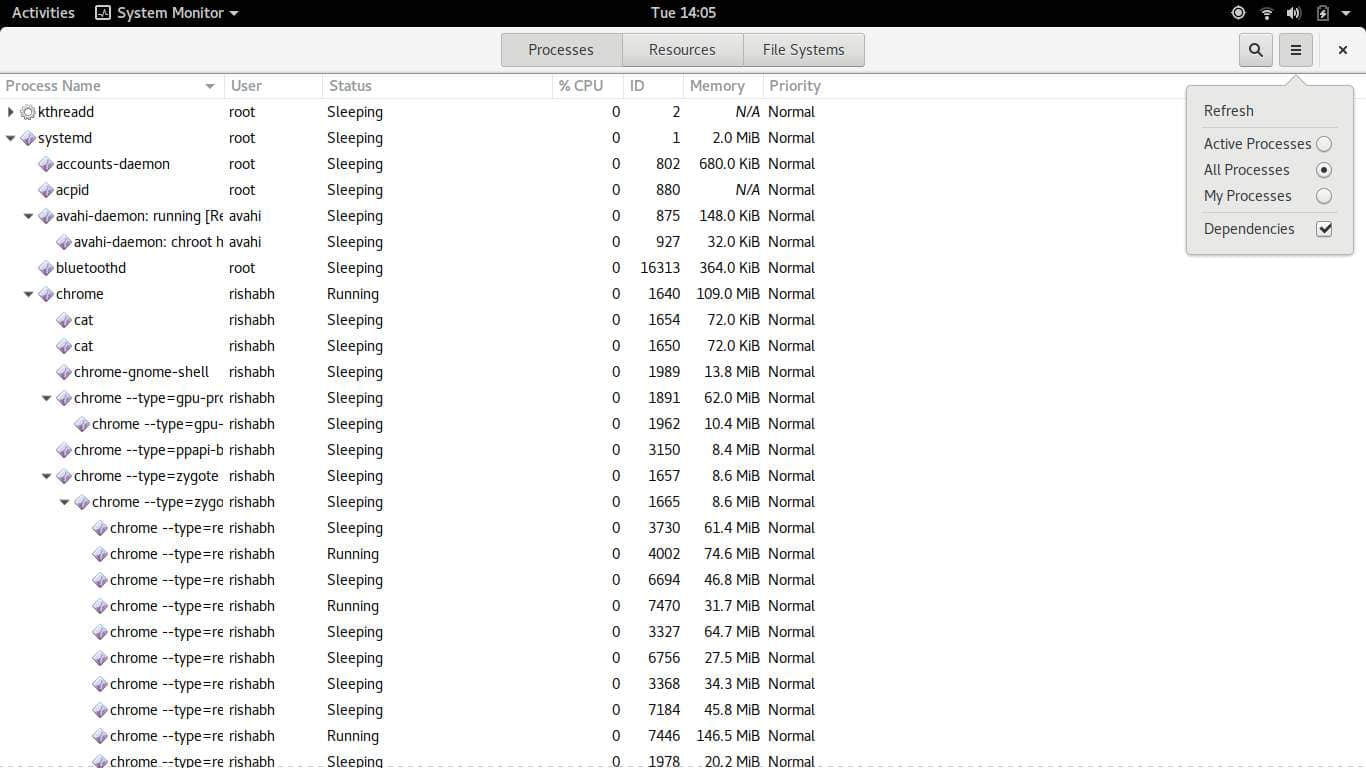 Activities System Monitor Tue 14:05
Processes Resources File Systems
Process Name User Status % CPU ID Memory Priority
kthreadd root Sleeping 0 2 N/A Normal
systemd root Sleeping 0 1 2.0 MiB Normal
accounts-daemon root Sleeping 0 802 680.0 KiB Normal
acpid root Sleeping 0 880 N/A Normal
avahi-daemon: running [Re avahi Sleeping 0 875 148.0 KiB Normal
avahi-daemon: chroot h avahi Sleeping 0 927 32.0 KiB Normal
bluetoothd root Sleeping 0 16313 364.0 KiB Normal
chrome rishabh Running 0 1640 109.0 MiB Normal
cat rishabh Sleeping 0 1654 72.0 KiB Normal
cat rishabh Sleeping 0 1650 72.0 KiB Normal
chrome-gnome-shell rishabh Sleeping 0 1989 13.8 MiB Normal
chrome --type=gpu-pro rishabh Sleeping 0 1891 62.0 MiB Normal
chrome --type=gpu- rishabh Sleeping 0 1962 10.4 MiB Normal
chrome --type=ppapi-b rishabh Sleeping 0 3150 8.4 MiB Normal
chrome --type=zygote rishabh Sleeping 0 1657 8.6 MiB Normal
chrome --type=zygo rishabh Sleeping 0 1665 8.6 MiB Normal
chrome --type=re rishabh Sleeping 0 3730 61.4 MiB Normal
chrome --type=re rishabh Running 0 4002 74.6 MiB Normal
chrome --type=re rishabh Sleeping 0 6694 46.8 MiB Normal
chrome --type=re rishabh Running 0 7470 31.7 MiB Normal
chrome --type=re rishabh Sleeping 0 3327 64.7 MiB Normal
chrome --type=re rishabh Sleeping 0 6756 27.5 MiB Normal
chrome --type=re rishabh Sleeping 0 3368 34.3 MiB Normal
chrome --type=re rishabh Sleeping 0 7184 45.8 MiB Normal
chrome --type=re rishabh Running 0 7446 146.5 MiB Normal
chrome --type=re rishabh Sleeping 0 1978 20.2 MiB Normal
Refresh
Active Processes
All Processes
My Processes
Dependencies